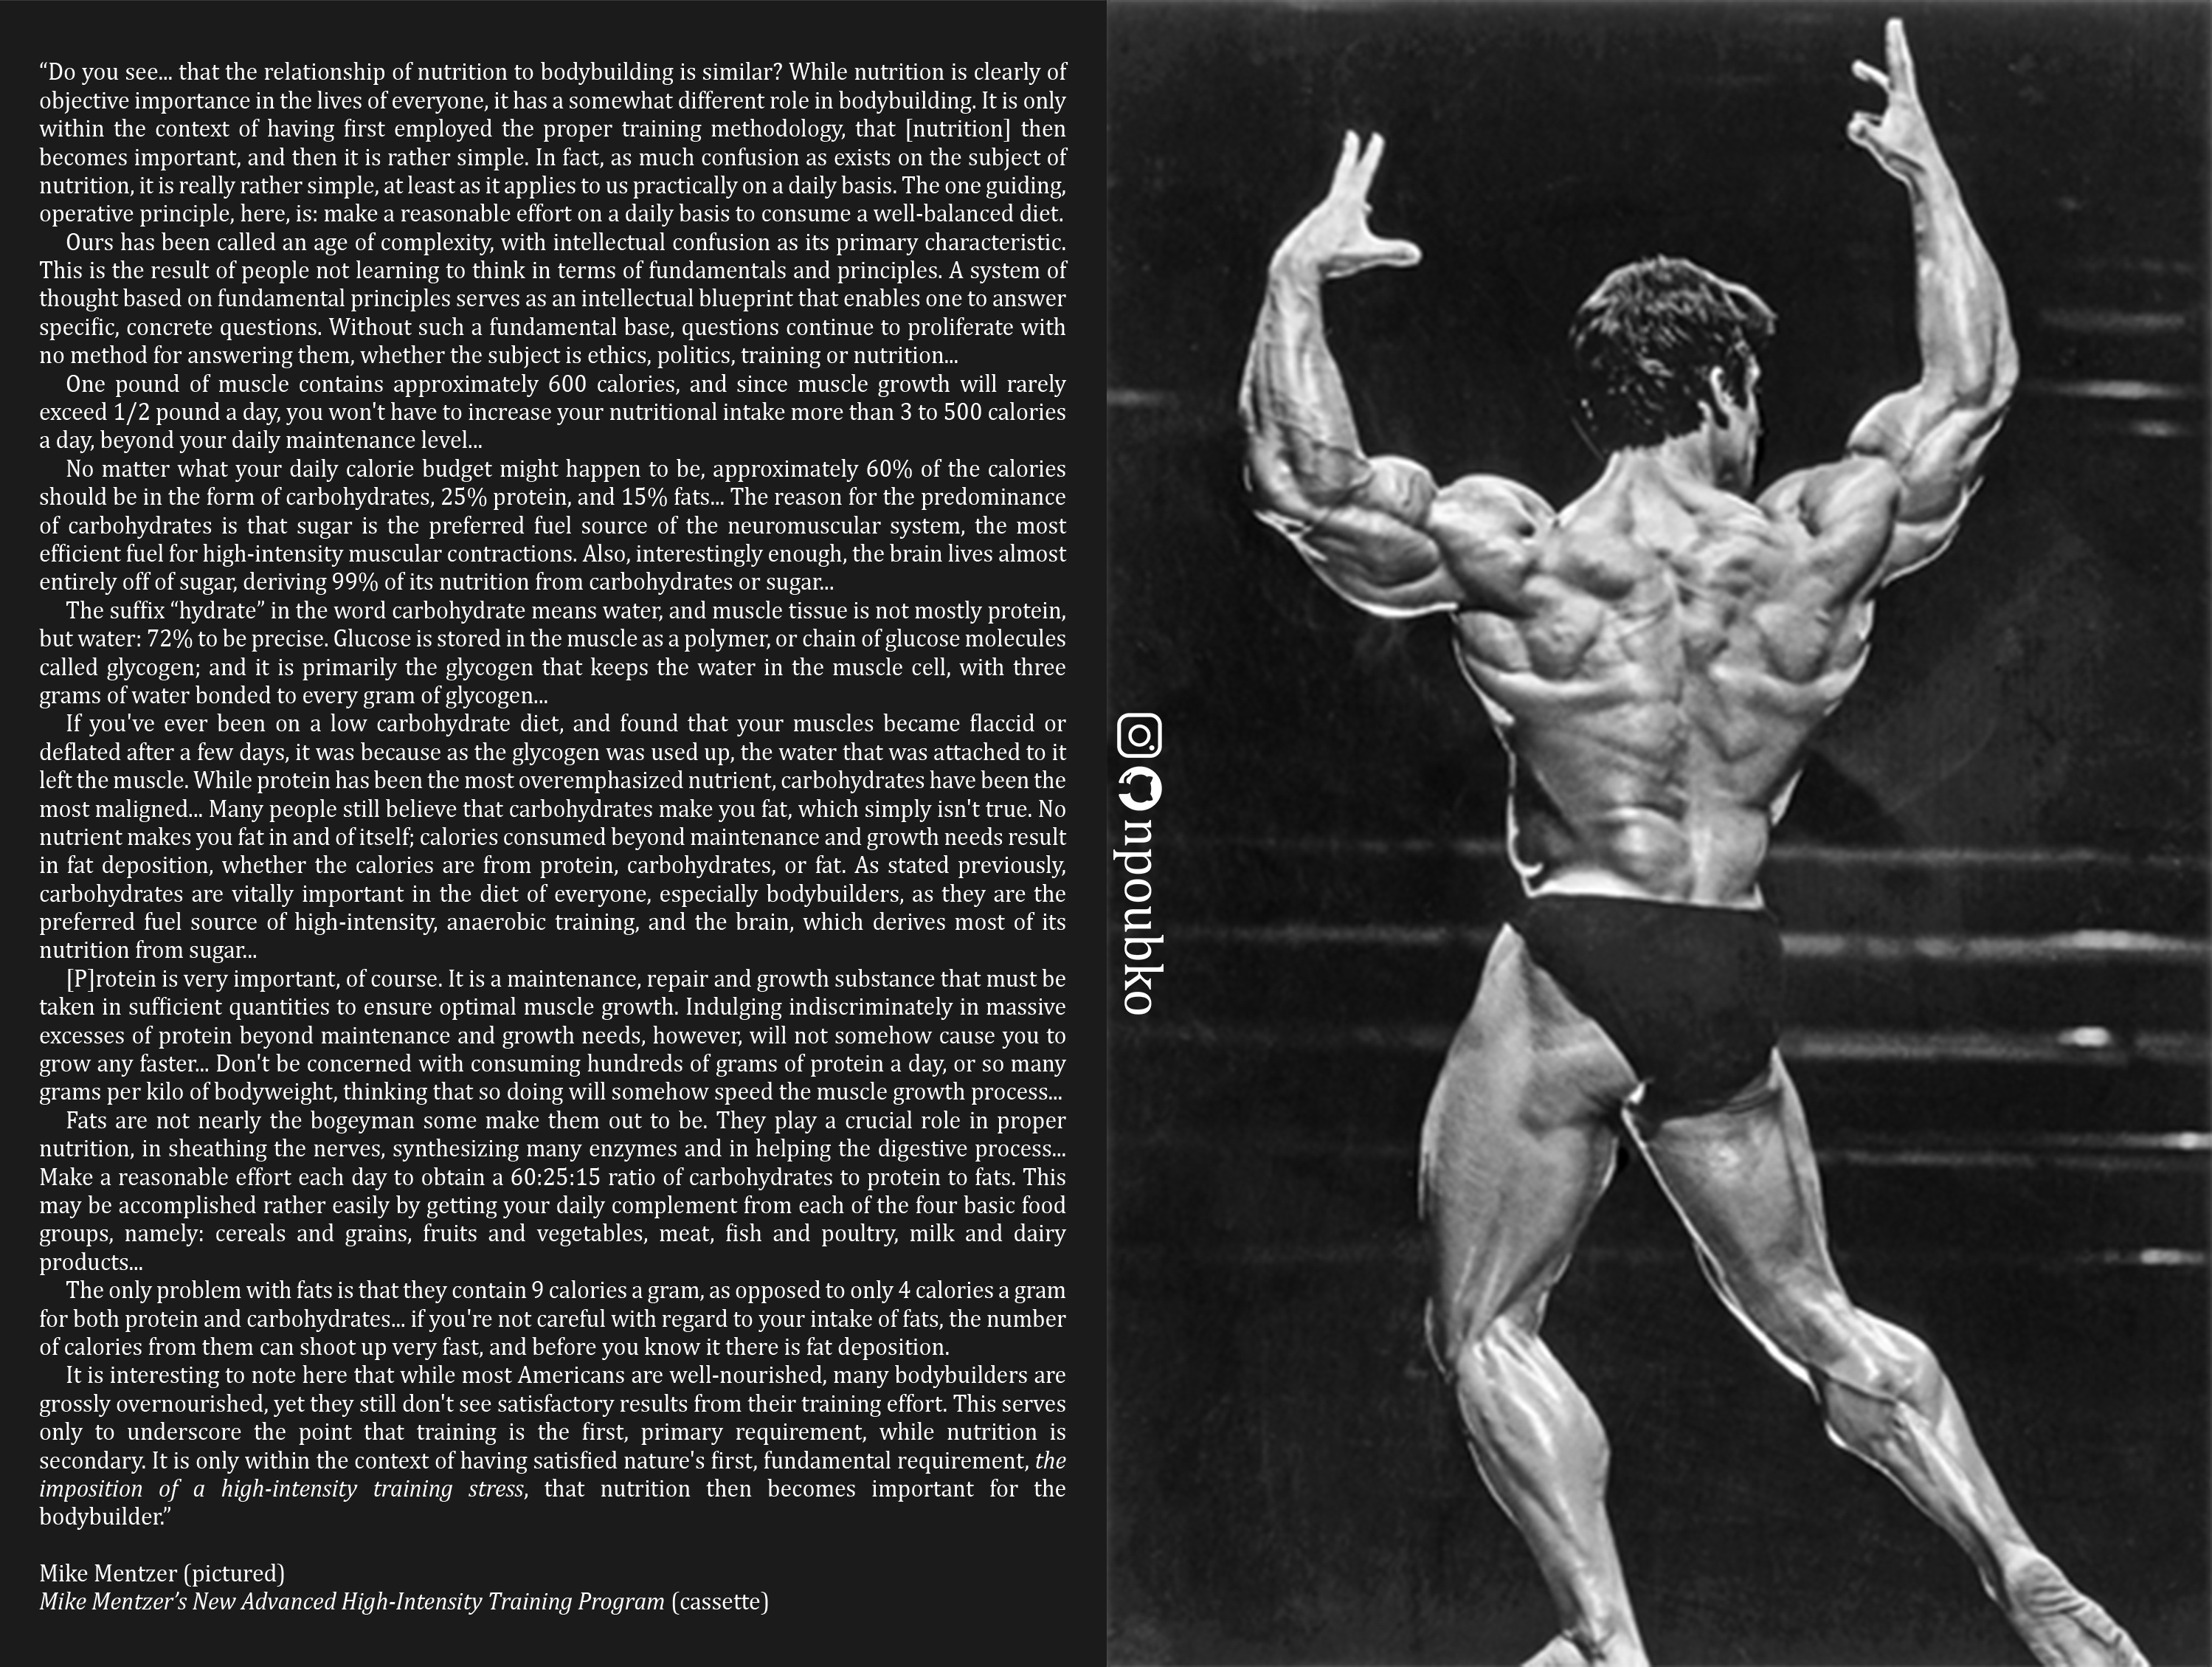 “Do you see... that the relationship of nutrition to bodybuilding is similar? While nutrition is clearly of
objective importance in the lives of everyone, it has a somewhat different role in bodybuilding. It is only
within the context of having first employed the proper training methodology, that [nutrition] then
becomes important, and then it is rather simple. In fact, as much confusion as exists on the subject of
nutrition, it is really rather simple, at least as it applies to us practically on a daily basis. The one guiding,
operative principle, here, is: make a reasonable effort on a daily basis to consume a well-balanced diet.
Ours has been called an age of complexity, with intellectual confusion as its primary characteristic.
This is the result of people not learning to think in terms of fundamentals and principles. A system of
thought based on fundamental principles serves as an intellectual blueprint that enables one to answer
specific, concrete questions. Without such a fundamental base, questions continue to proliferate with
no method for answering them, whether the subject is ethics, politics, training or nutrition...
One pound of muscle contains approximately 600 calories, and since muscle growth will rarely
exceed 1/2 pound a day, you won't have to increase your nutritional intake more than 3 to 500 calories
a day, beyond your daily maintenance level...
No matter what your daily calorie budget might happen to be, approximately 60% of the calories
should be in the form of carbohydrates, 25% protein, and 15% fats... The reason for the predominance
of carbohydrates is that sugar is the preferred fuel source of the neuromuscular system, the most
efficient fuel for high-intensity muscular contractions. Also, interestingly enough, the brain lives almost
entirely off of sugar, deriving 99% of its nutrition from carbohydrates or sugar...
The suffix “hydrate” in the word carbohydrate means water, and muscle tissue is not mostly protein,
but water: 72% to be precise. Glucose is stored in the muscle as a polymer, or chain of glucose molecules
called glycogen; and it is primarily the glycogen that keeps the water in the muscle cell, with three
grams of water bonded to every gram of glycogen...
If you've ever been on a low carbohydrate diet, and found that your muscles became flaccid or
deflated after a few days, it was because as the glycogen was used up, the water that was attached to it
left the muscle. While protein has been the most overemphasized nutrient, carbohydrates have been the
most maligned... Many people still believe that carbohydrates make you fat, which simply isn't true. No
nutrient makes you fat in and of itself; calories consumed beyond maintenance and growth needs result
in fat deposition, whether the calories are from protein, carbohydrates, or fat. As stated previously,
carbohydrates are vitally important in the diet of everyone, especially bodybuilders, as they are the
preferred fuel source of high-intensity, anaerobic training, and the brain, which derives most of its
nutrition from sugar...
[P]rotein is very important, of course. It is a maintenance, repair and growth substance that must be
taken in sufficient quantities to ensure optimal muscle growth. Indulging indiscriminately in massive
excesses of protein beyond maintenance and growth needs, however, will not somehow cause you to
grow any faster... Don't be concerned with consuming hundreds of grams of protein a day, or so many
grams per kilo of bodyweight, thinking that so doing will somehow speed the muscle growth process...
Fats are not nearly the bogeyman some make them out to be. They play a crucial role in proper
nutrition, in sheathing the nerves, synthesizing many enzymes and in helping the digestive process...
Make a reasonable effort each day to obtain a 60:25:15 ratio of carbohydrates to protein to fats. This
may be accomplished rather easily by getting your daily complement from each of the four basic food
groups, namely: cereals and grains, fruits and vegetables, meat, fish and poultry, milk and dairy
products...
The only problem with fats is that they contain 9 calories a gram, as opposed to only 4 calories a gram
for both protein and carbohydrates... if you're not careful with regard to your intake of fats, the number
of calories from them can shoot up very fast, and before you know it there is fat deposition.
It is interesting to note here that while most Americans are well-nourished, many bodybuilders are
grossly overnourished, yet they still don't see satisfactory results from their training effort. This serves
only to underscore the point that training is the first, primary requirement, while nutrition is
secondary. It is only within the context of having satisfied nature's first, fundamental requirement, the
imposition of a high-intensity training stress, that nutrition then becomes important for the
bodybuilder.”
Mike Mentzer (pictured)
Mike Mentzer’s New Advanced High-Intensity Training Program (cassette)
npoubko